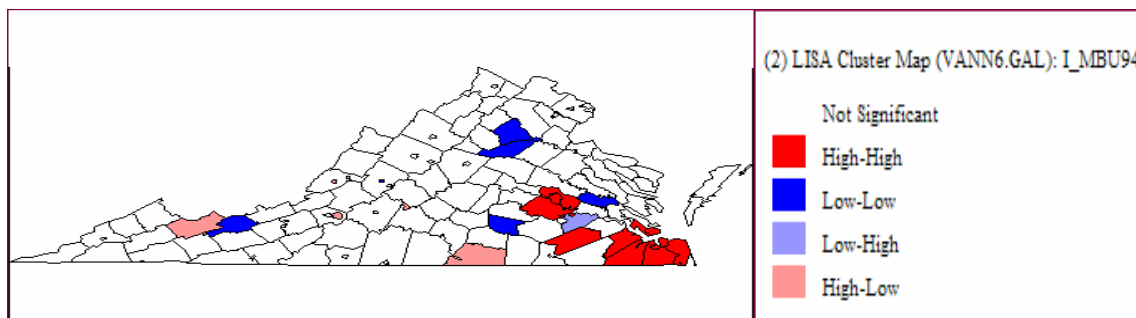 (2) LISA Cluster Map (VANN6.GAL): I_MBU94
Not Significant
High-High
Low-Low
Low-High
High-Low